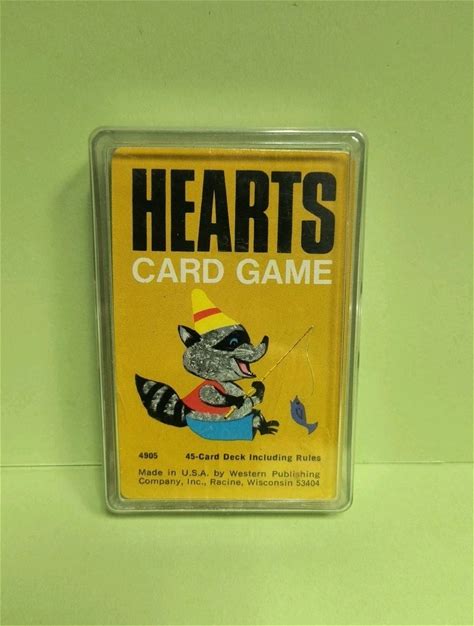 HEARTS
CARD GAME
4905 45-Card Deck Including Rules
Made in U.S.A. by Western Publishing
Company, Inc., Racine, Wisconsin 53404